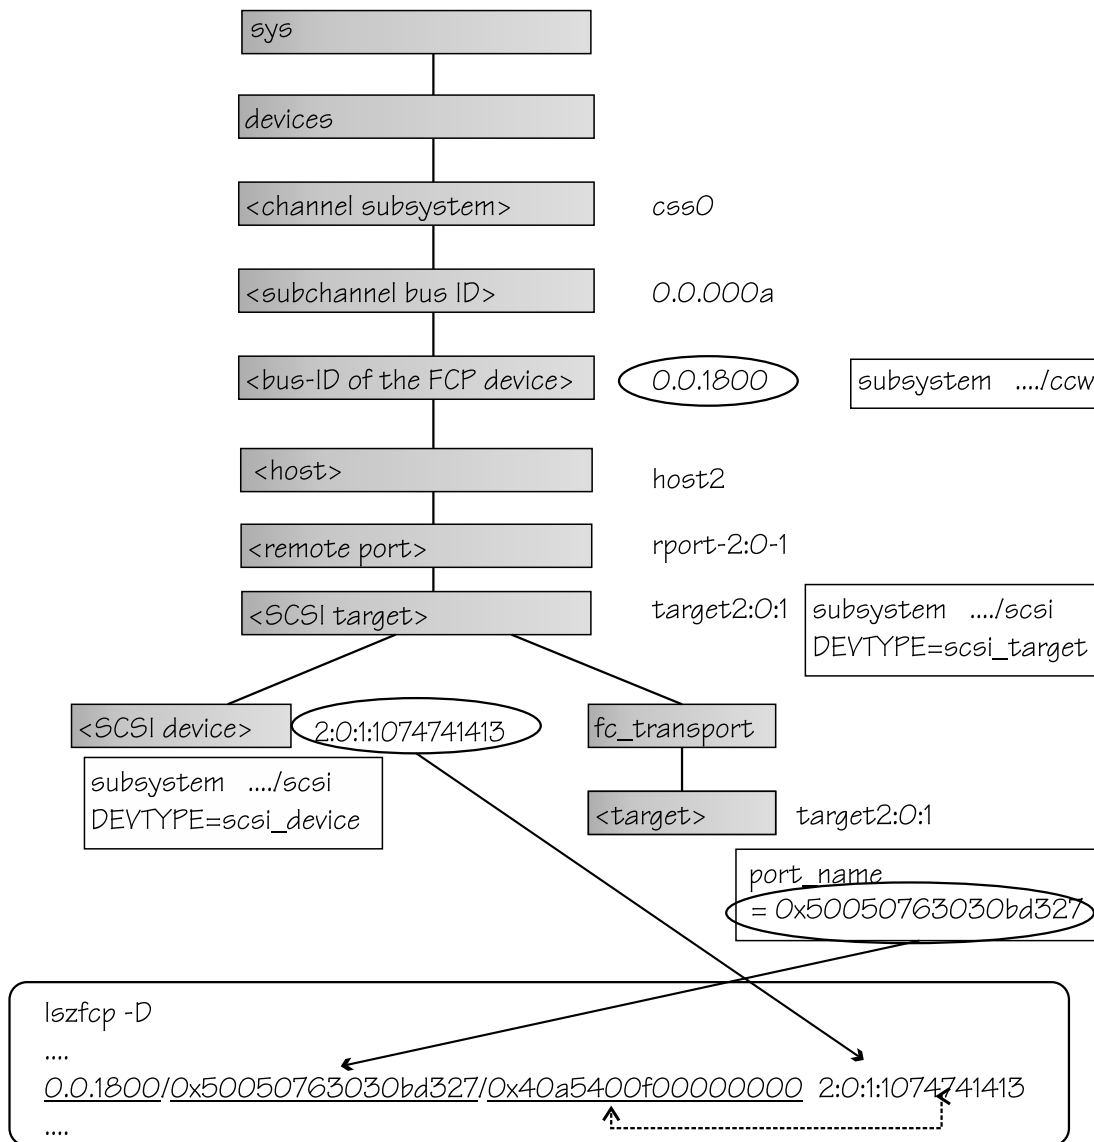 sys
devices
<channel subsystem> css0
<subchannel bus ID> 0.0.000a
<bus-ID of the FCP device> 0.0.1800 subsystem ..../ccw
<host> host2
<remote port> rport-2:0-1
<SCSI target> target2:0:1 subsystem ..../scsi
DEVTYPE=scsi_target
<SCSI device> 2:0:1:1074741413 fc_transport
subsystem ..../scsi
DEVTYPE=scsi_device
<target> target2:0:1
port_name
= 0x50050763030bd327
lszfcp -D
....
0.0.1800/0x50050763030bd327/0x40a5400f00000000 2:0:1:1074741413
....